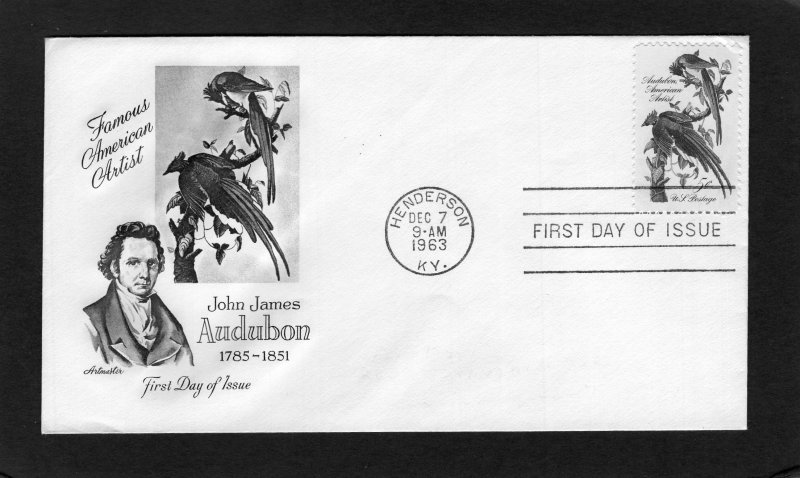 Famous
American
Artist
John James
Audubon
1785-1851
Artmaster
First Day of Issue
HENDERSON
DEC 7
9-AM
1963
KY.
Audubon,
American
Artist
5c
U.S. Postage
FIRST DAY OF ISSUE